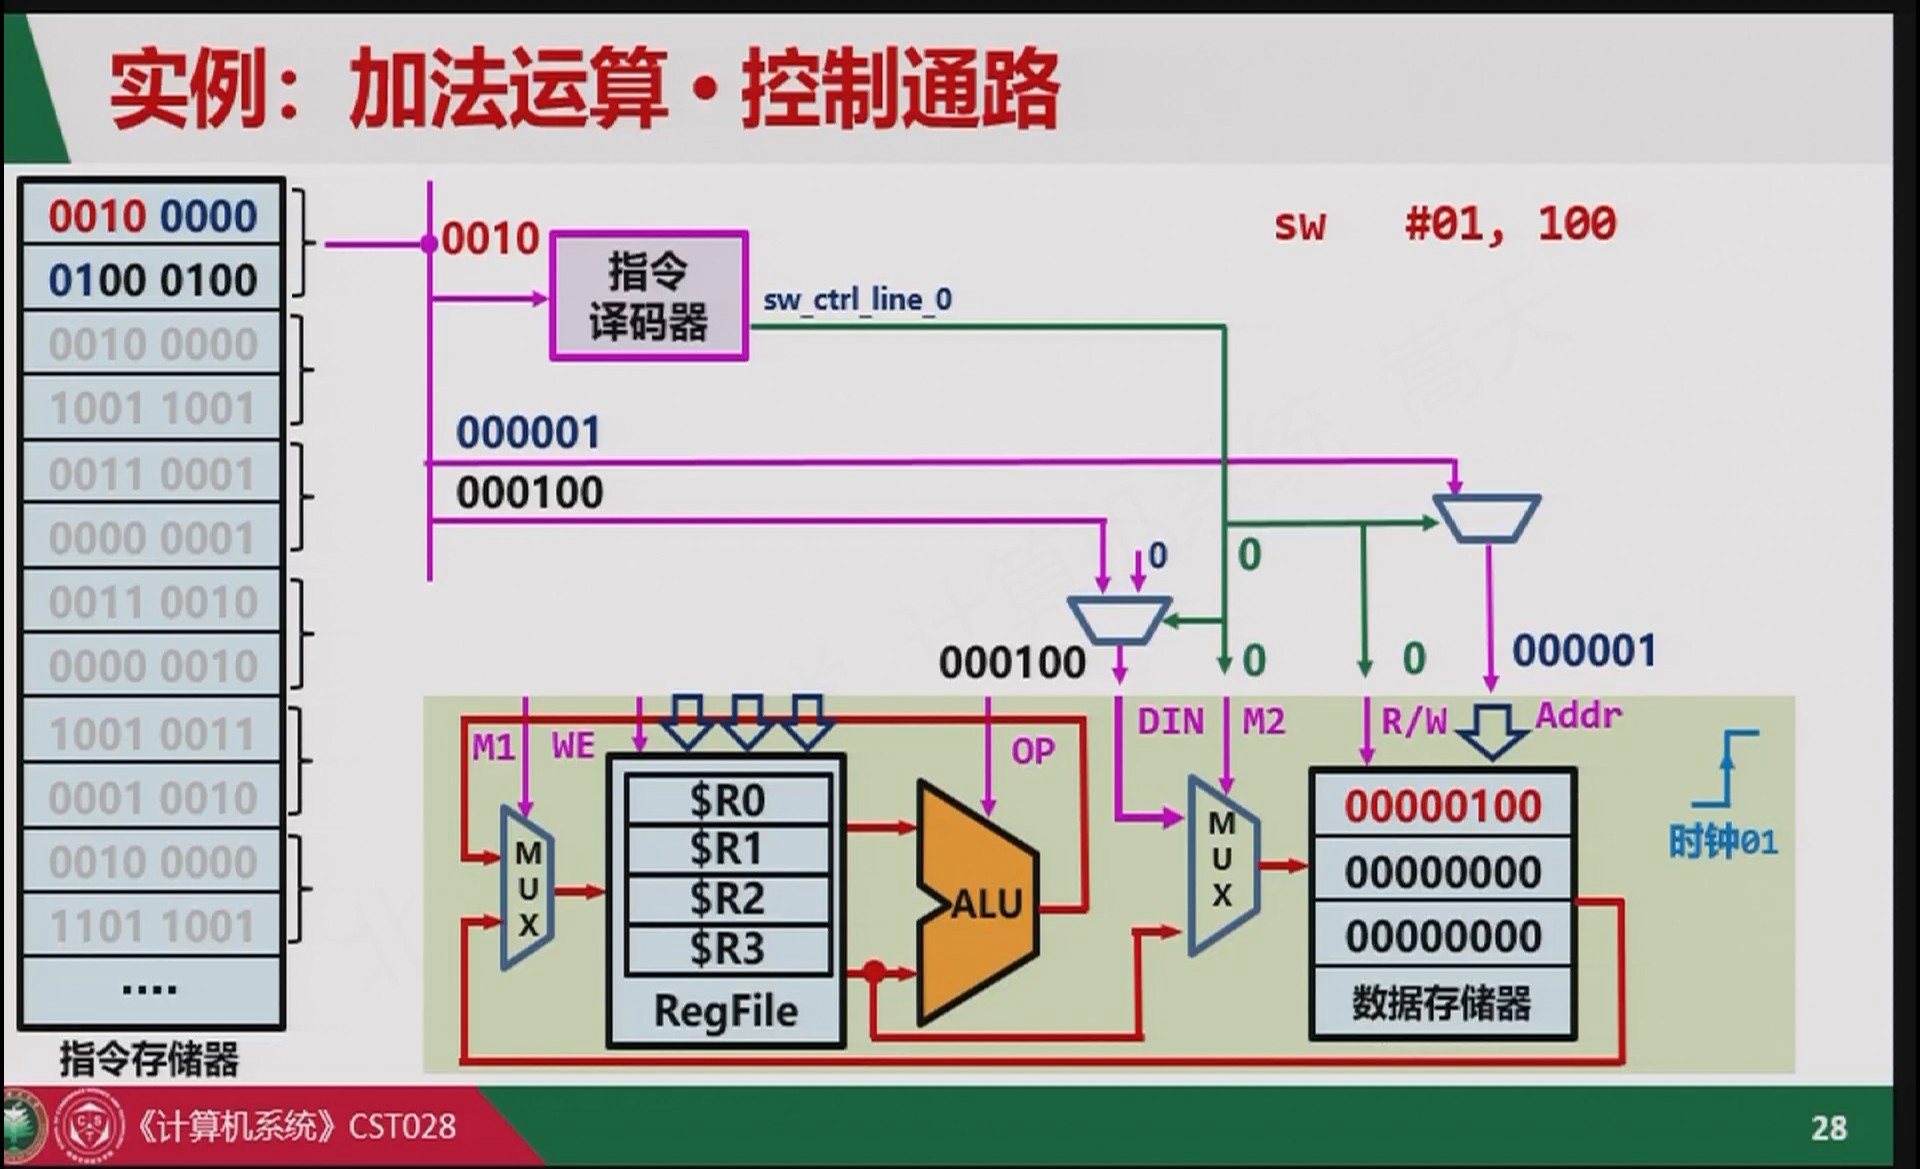 实例：加法运算·控制通路
0010 0000
0100 0100
0010 0000
1001 1001
0011 0001
0000 0001
0011 0010
0000 0010
1001 0011
0001 0010
0010 0000
1101 1001
····
指令存储器
0010
指令
译码器
sw_ctrl_line_0
sw #01, 100
000001
000100
0
0
000100
0
0
000001
M1
WE
OP
DIN
M2
R/W
Addr
MUX
$R0
$R1
$R2
$R3
RegFile
ALU
MUX
00000100
00000000
00000000
数据存储器
时钟01
《计算机系统》CST028
28